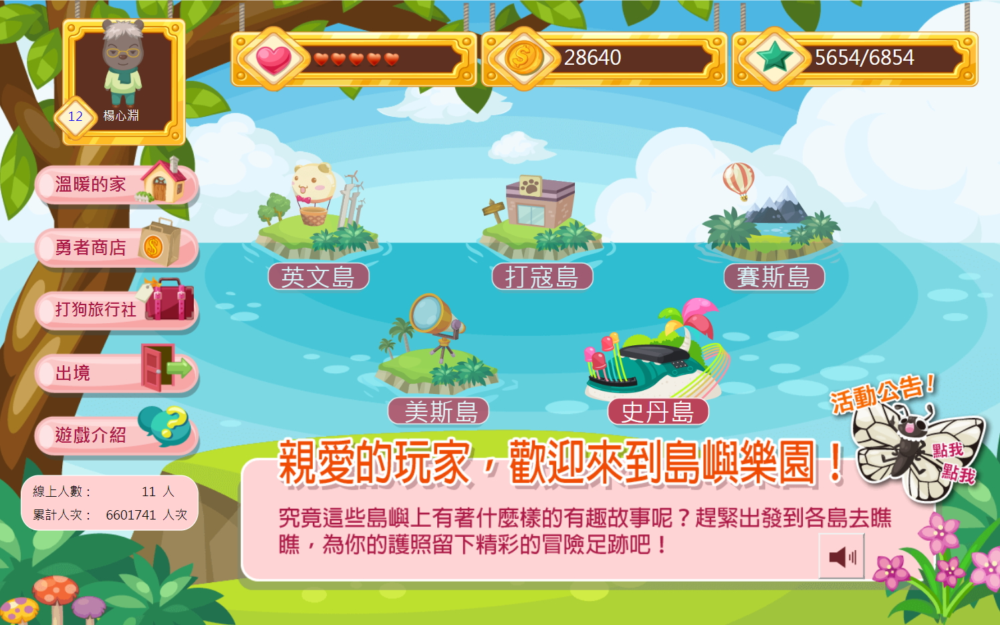 28640
5654/6854
12
楊心淵
溫暖的家
勇者商店
打狗旅行社
出境
遊戲介紹
英文島
打寇島
賽斯島
美斯島
史丹島
活動公告！
點我
點我
線上人數： 11 人
累計人次： 6601741 人次
親愛的玩家，歡迎來到島嶼樂園！
究竟這些島嶼上有著什麼樣的有趣故事呢？趕緊出發到各島去瞧
瞧，為你的護照留下精彩的冒險足跡吧！